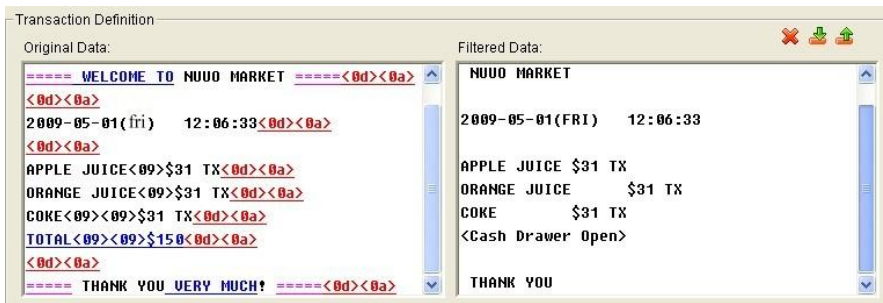 Transaction Definition
Original Data:
===== WELCOME TO NUUO MARKET =====<0d><0a>
<0d><0a>
2009-05-01(fri) 12:06:33<0d><0a>
<0d><0a>
APPLE JUICE<09>$31 TX<0d><0a>
ORANGE JUICE<09>$31 TX<0d><0a>
COKE<09><09>$31 TX<0d><0a>
TOTAL<09><09>$150<0d><0a>
<0d><0a>
===== THANK YOU VERY MUCH! =====<0d><0a>
Filtered Data:
NUUO MARKET
2009-05-01(FRI) 12:06:33
APPLE JUICE $31 TX
ORANGE JUICE $31 TX
COKE $31 TX
<Cash Drawer Open>
THANK YOU